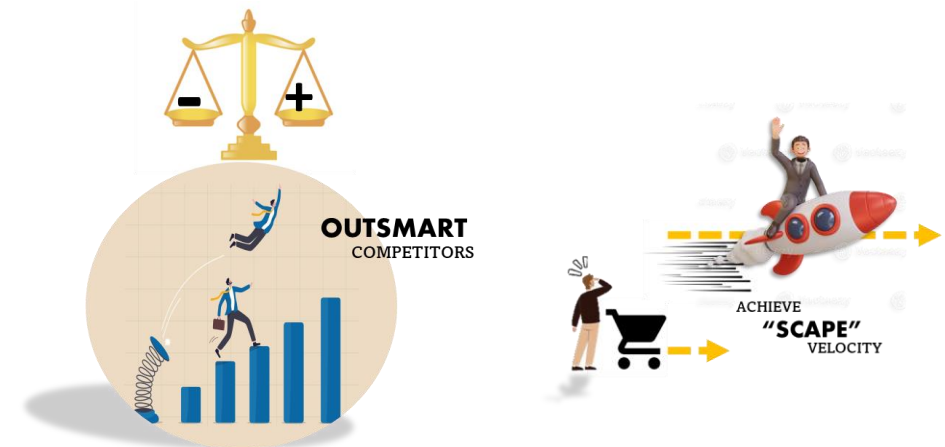 - +
OUTSMART
COMPETITORS
ACHIEVE
“SCAPE”
VELOCITY